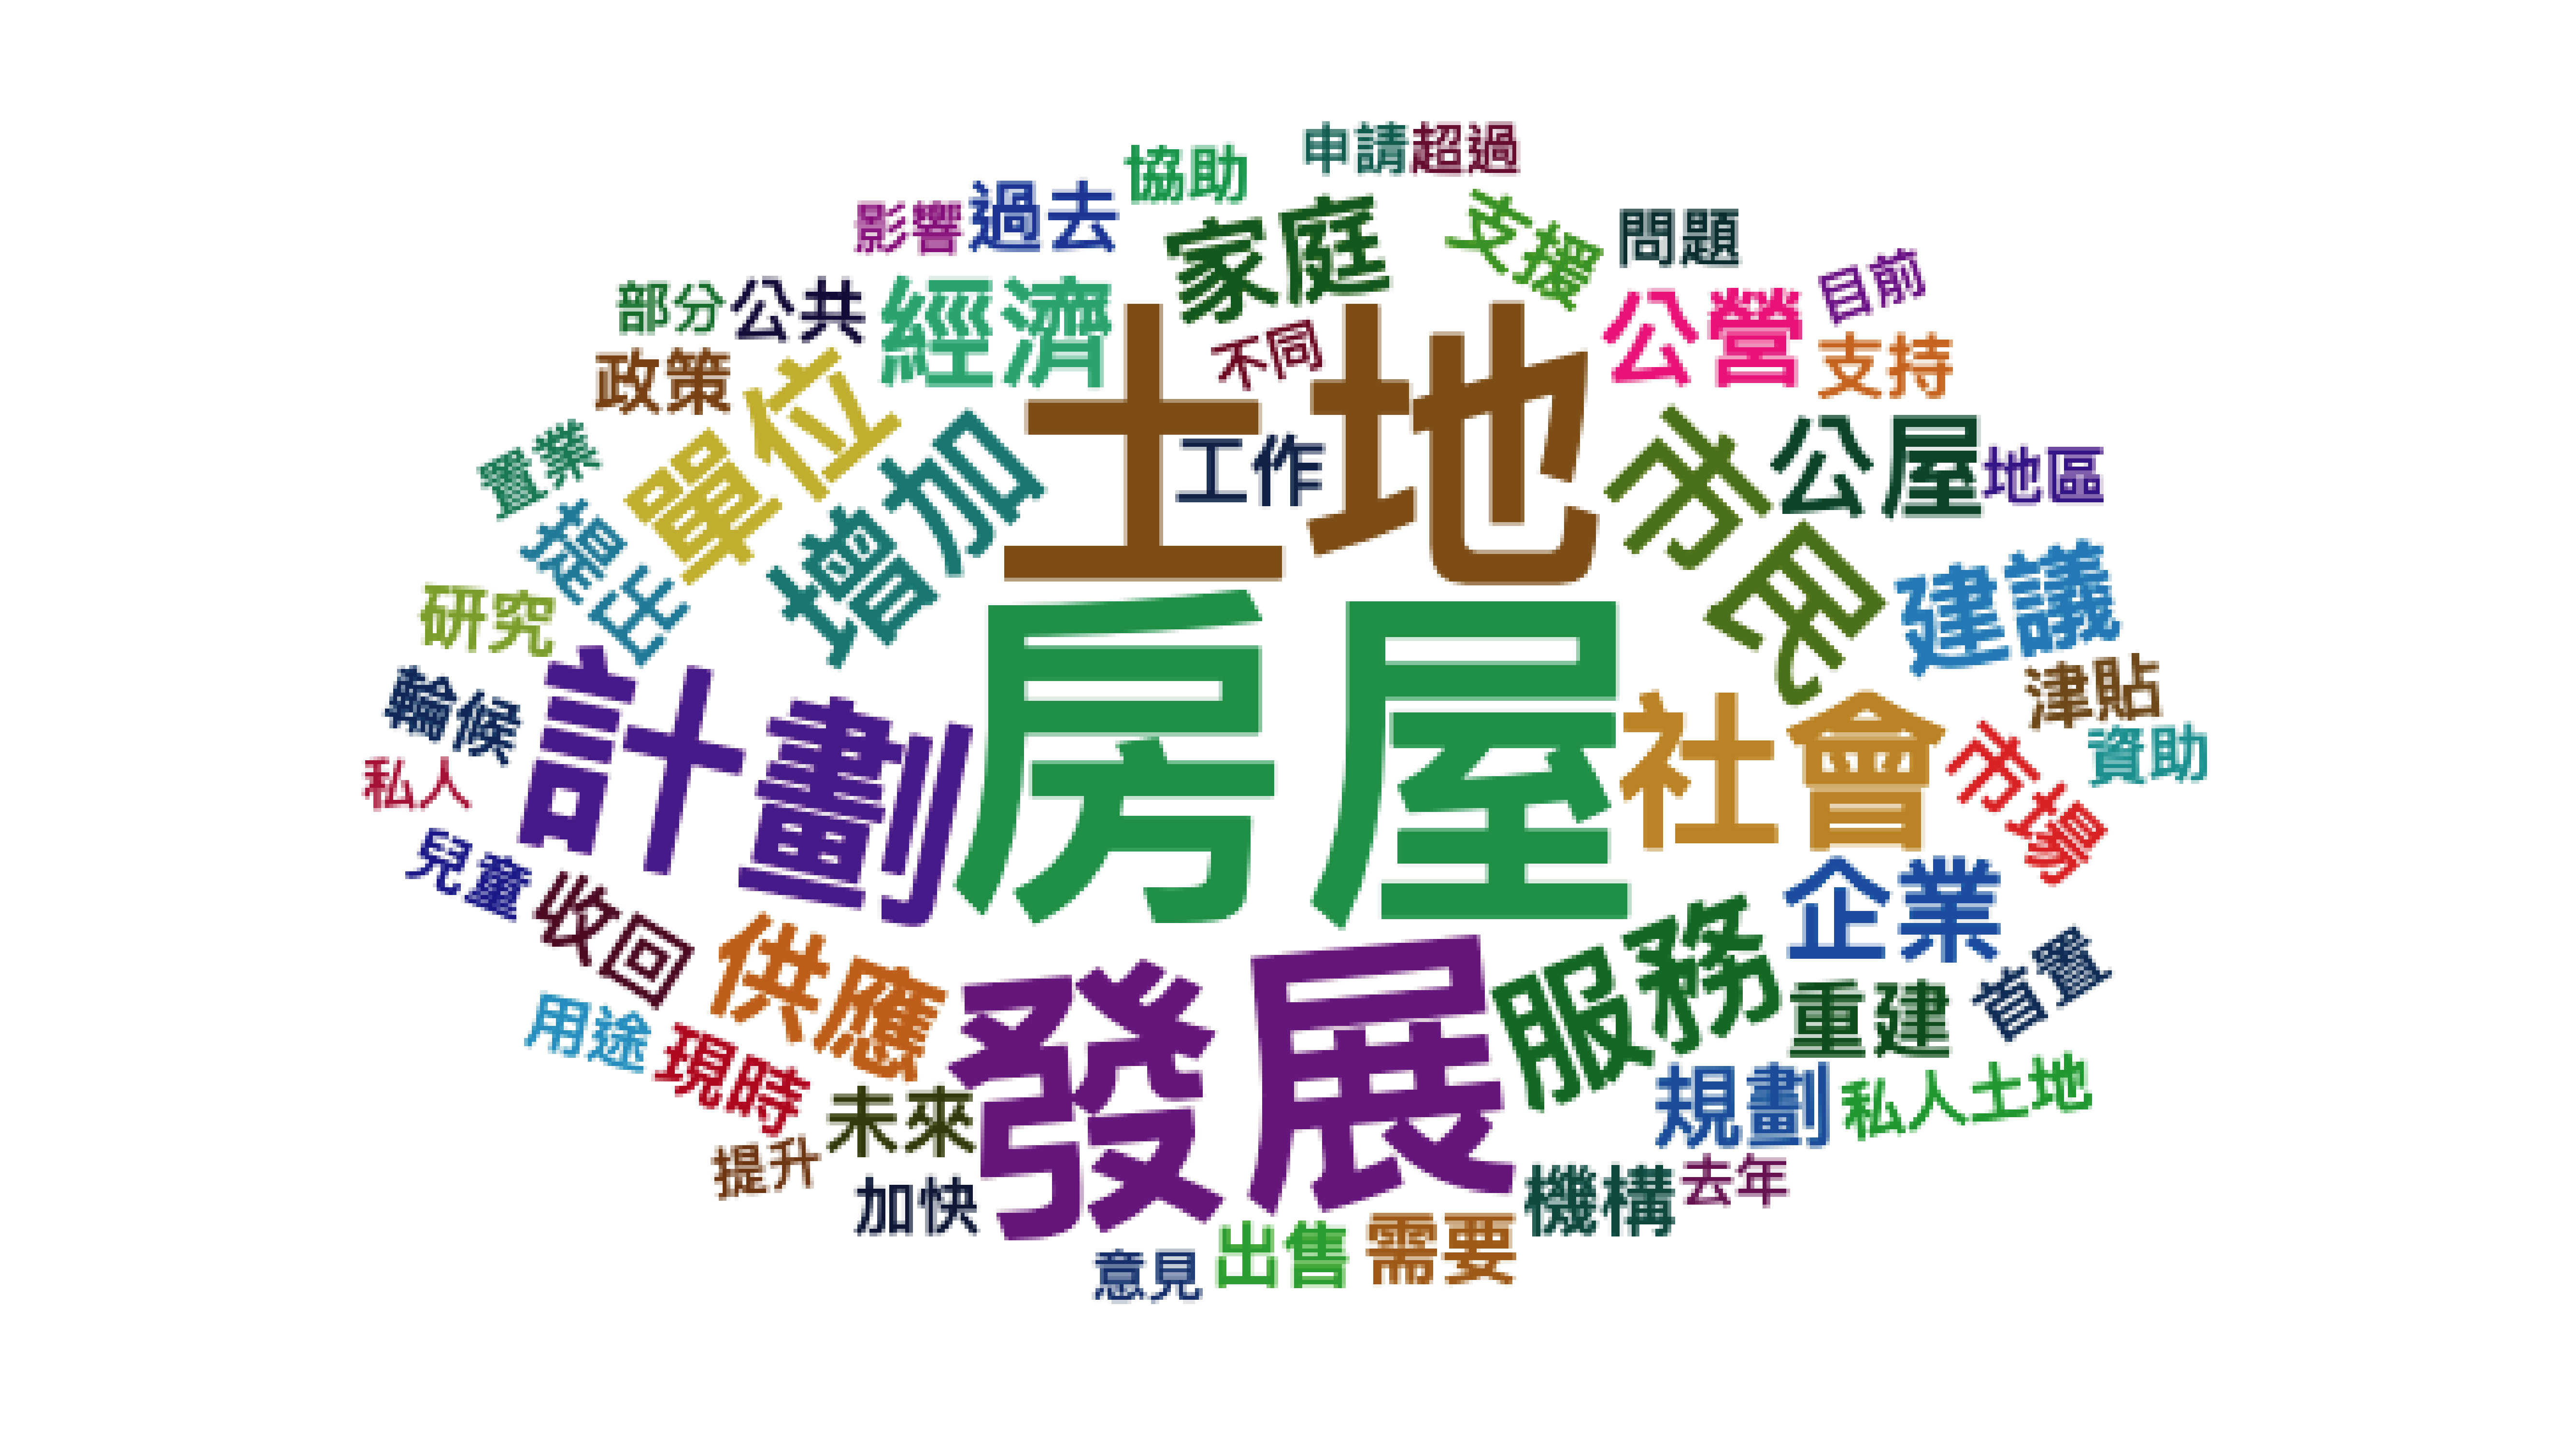 申請 超過
協助
影響 過去
家庭
支援 問題
目前
部分 公共 經濟
不同
公營
支持
政策
單位
土地
工作
增加
市民
公屋 地區
置業
提出
建議
研究
房屋
計劃
社會
津貼
輪候
市場 資助
私人
兒童 收回
供應
企業
服務
首置
發展
重建
用途 現時
規劃 私人土地
未來
提升
機構 去年
加快
出售 需要
意見